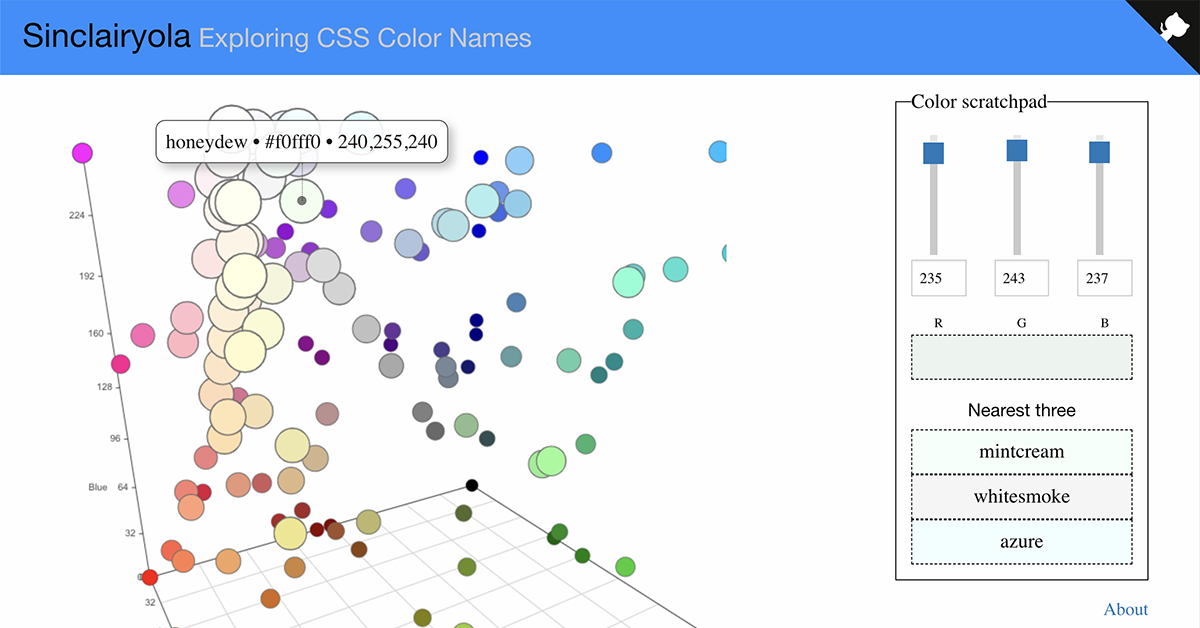 Sinclairyola Exploring CSS Color Names
honeydew • #f0fff0 • 240,255,240
224
192
160
128
96
Blue 64
32
32
Color scratchpad
235 243 237
R G B
Nearest three
mintcream
whitesmoke
azure
About